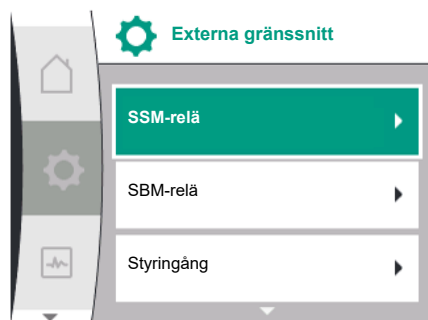 Externa gränssnitt
SSM-relä
SBM-relä
Styringång